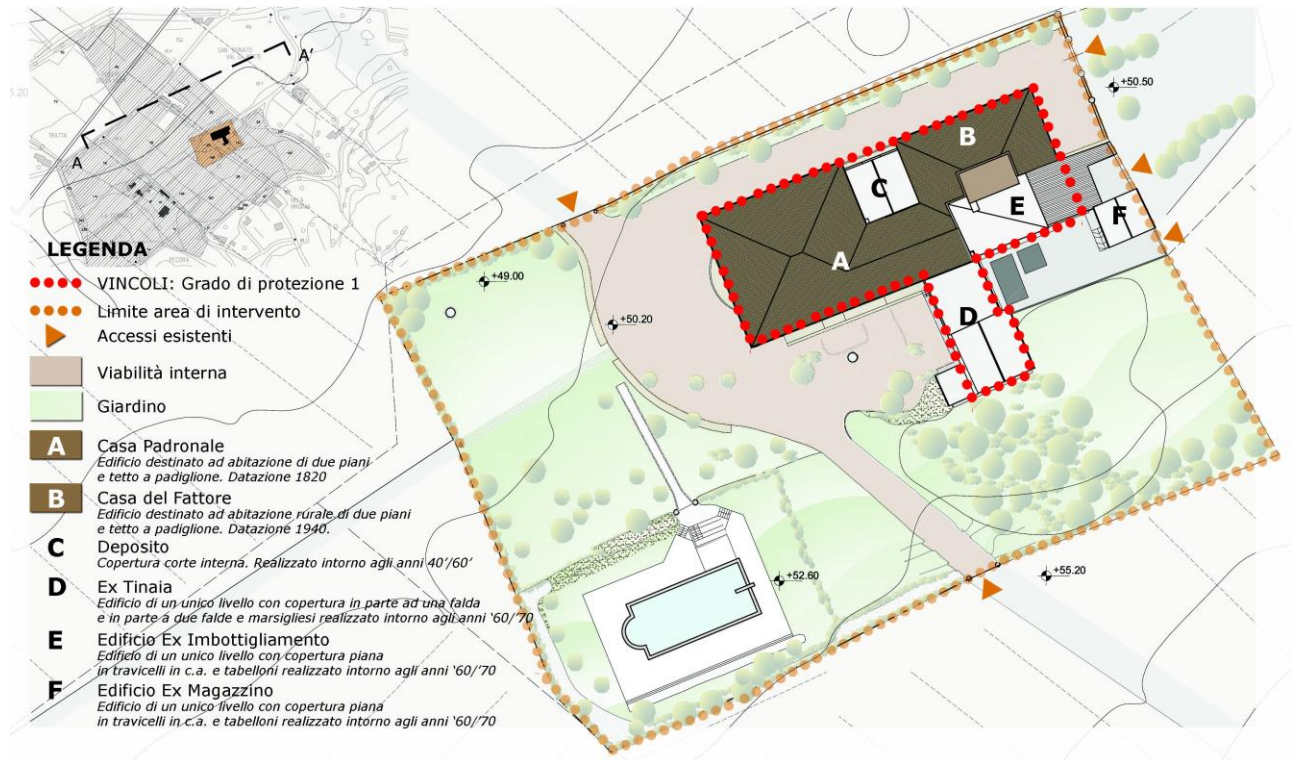 A'
SAN DONATO
A
LEGENDA
VINCOLI: Grado di protezione 1
Limite area di intervento
Accessi esistenti
Viabilità interna
Giardino
A Casa Padronale
Edificio destinato ad abitazione di due piani
e tetto a padiglione. Datazione 1820
B Casa del Fattore
Edificio destinato ad abitazione rurale di due piani
e tetto a padiglione. Datazione 1940.
C Deposito
Copertura corte interna. Realizzato intorno agli anni 40'/60'
D Ex Tinaia
Edificio di un unico livello con copertura in parte ad una falda
e in parte a due falde e marsigliesi realizzato intorno agli anni ‘60/’70
E Edificio Ex Imbottigliamento
Edificio di un unico livello con copertura piana
in travicelli in c.a. e tabelloni realizzato intorno agli anni ‘60/’70
F Edificio Ex Magazzino
Edificio di un unico livello con copertura piana
in travicelli in c.a. e tabelloni realizzato intorno agli anni ‘60/’70
+50.50
B
C
E
F
A
D
+49.00
+50.20
+52.60
+55.20